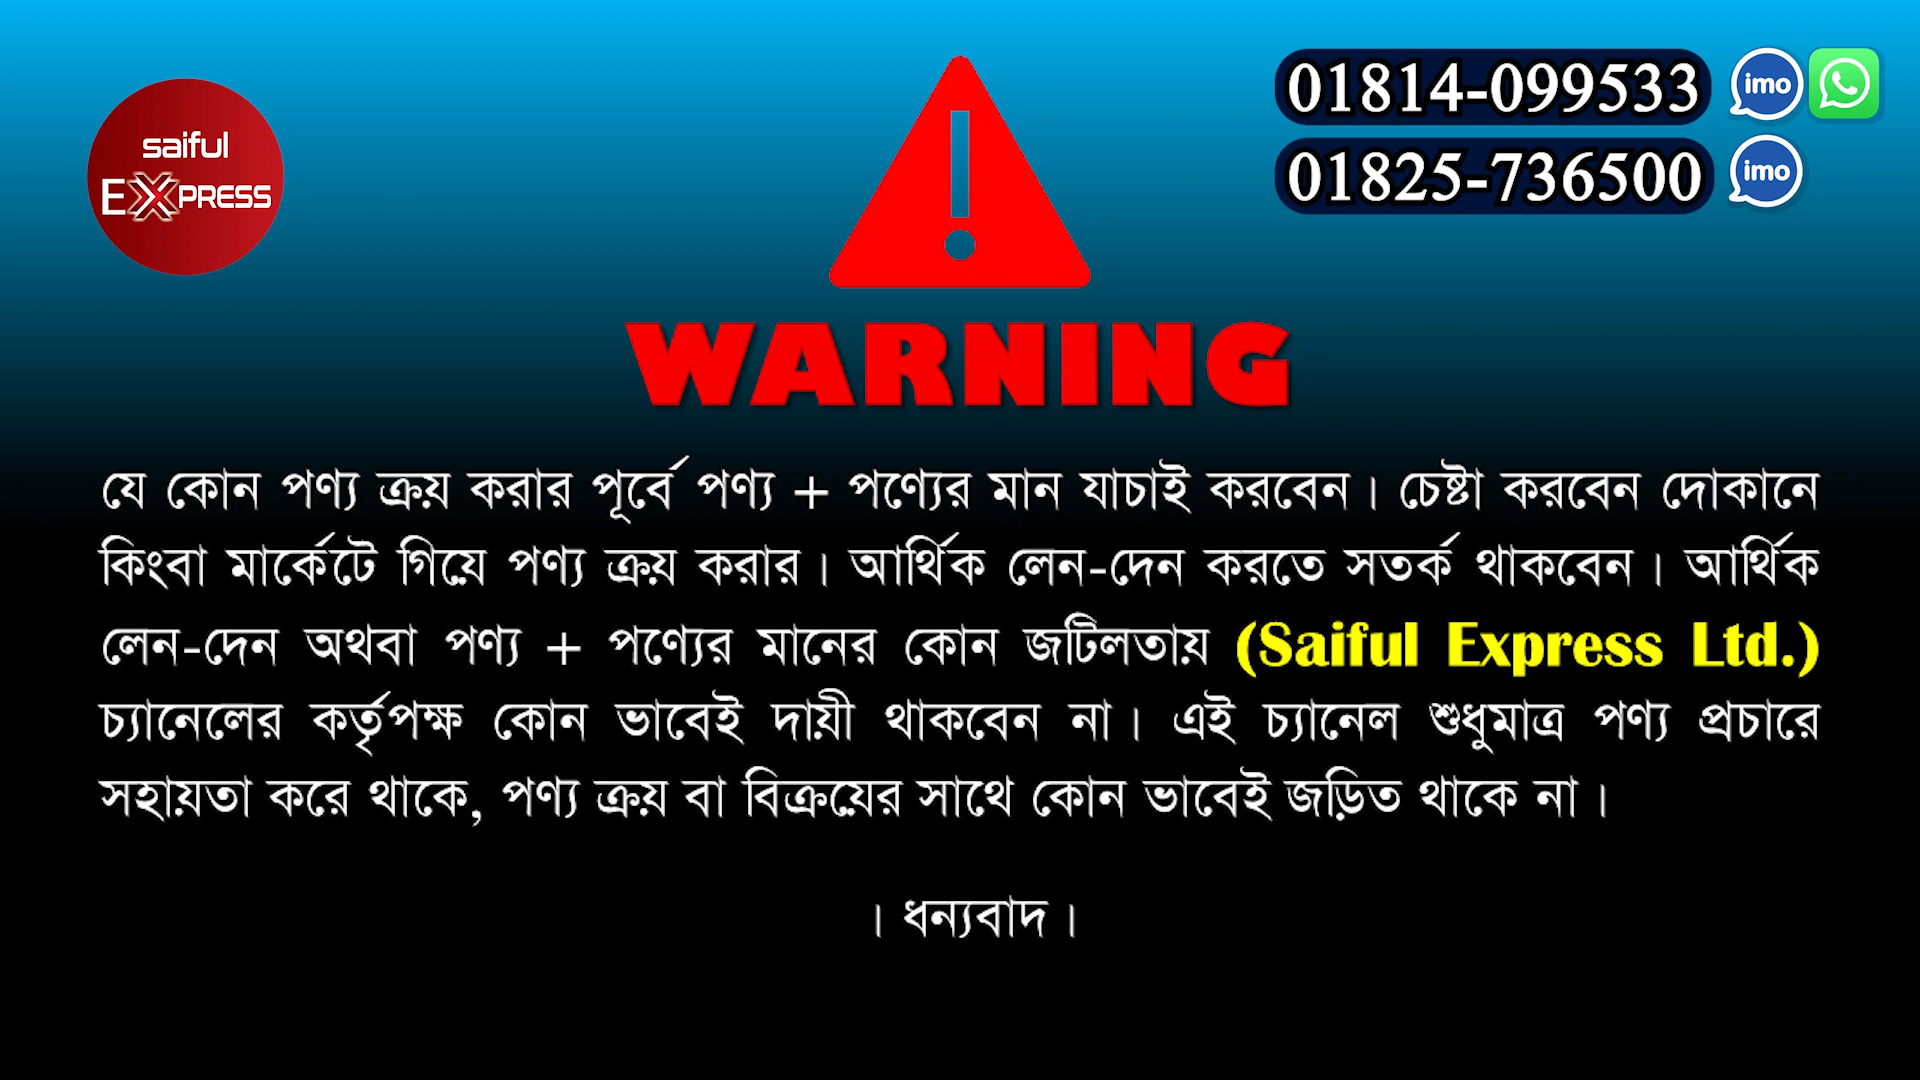 saiful
EXPRESS
01814-099533
imo
01825-736500
imo
WARNING
যে কোন পণ্য ক্রয় করার পূর্বে পণ্য + পণ্যের মান যাচাই করবেন। চেষ্টা করবেন দোকানে
কিংবা মার্কেটে গিয়ে পণ্য ক্রয় করার। আর্থিক লেন-দেন করতে সতর্ক থাকবেন। আর্থিক
লেন-দেন অথবা পণ্য + পণ্যের মানের কোন জটিলতায় (Saiful Express Ltd.)
চ্যানেলের কর্তৃপক্ষ কোন ভাবেই দায়ী থাকবেন না। এই চ্যানেল শুধুমাত্র পণ্য প্রচারে
সহায়তা করে থাকে, পণ্য ক্রয় বা বিক্রয়ের সাথে কোন ভাবেই জড়িত থাকে না।
। ধন্যবাদ।